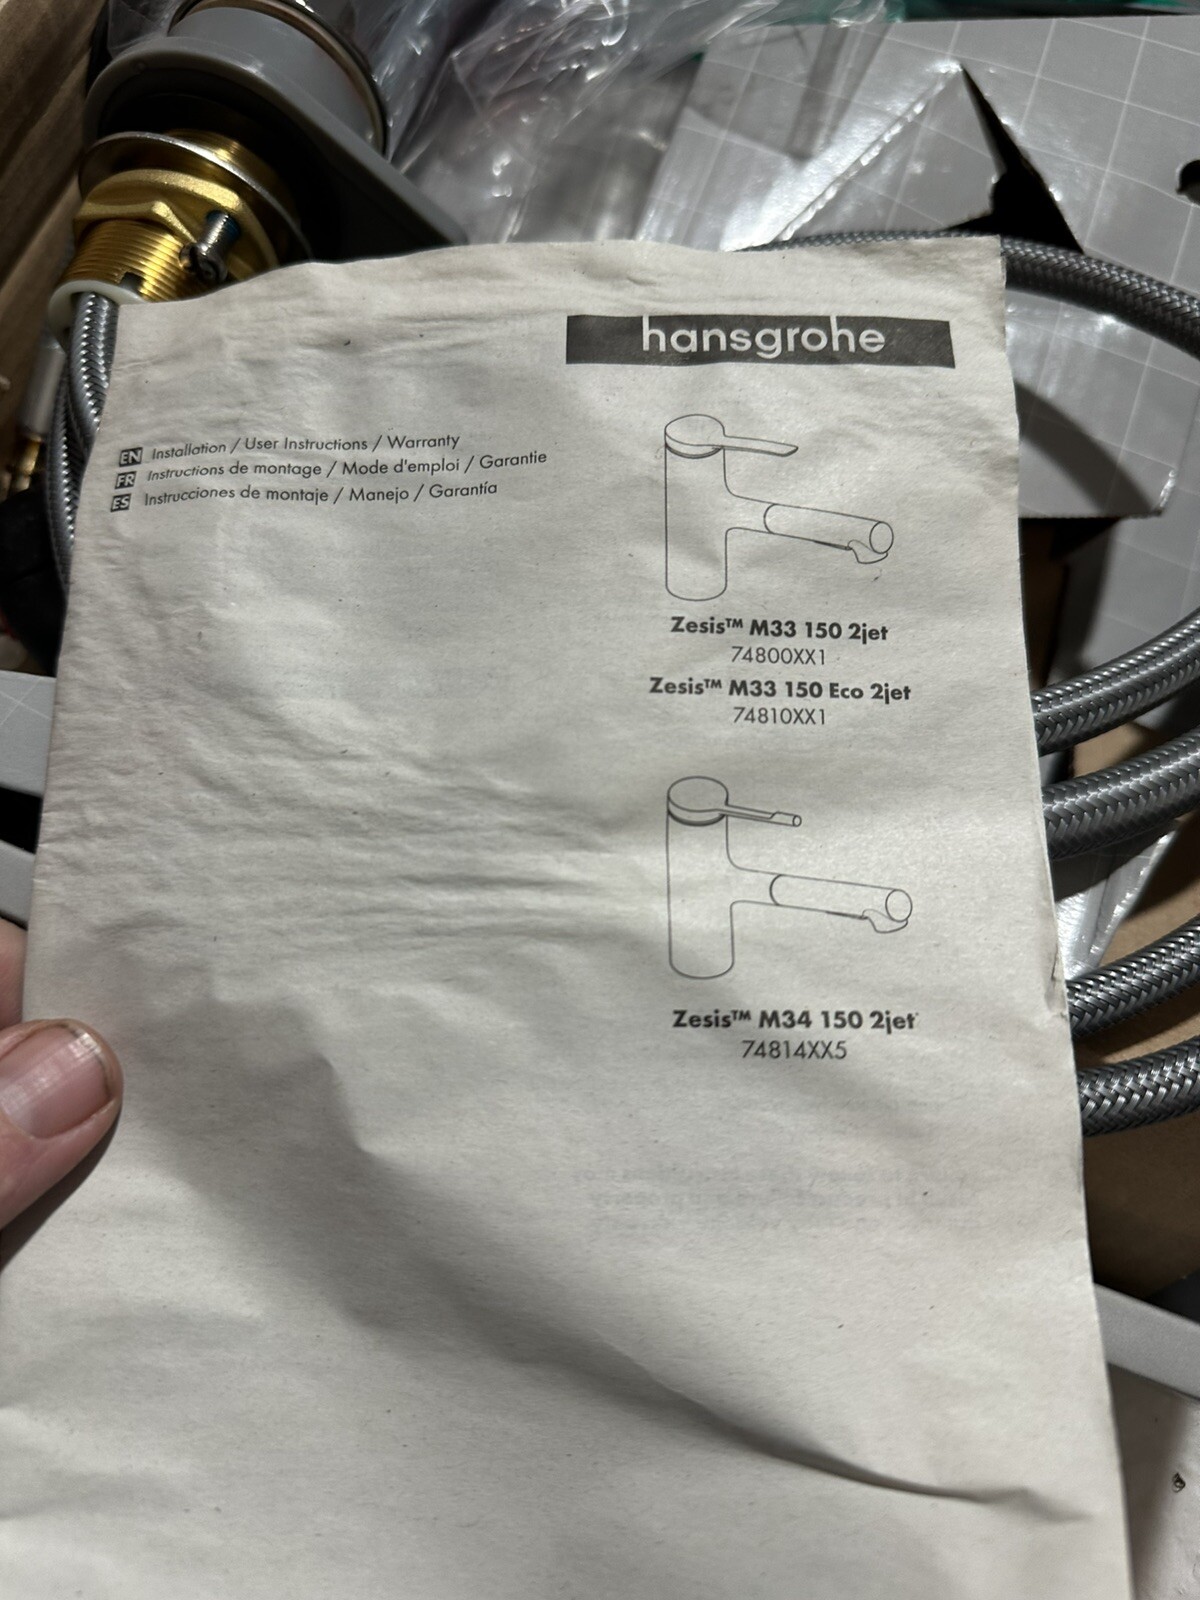 hansgrohe
EN Installation / User Instructions / Warranty
FR Instructions de montage / Mode d'emploi / Garantie
ES Instrucciones de montaje / Manejo / Garantía
Zesis™ M33 150 2jet
74800XX1
Zesis™ M33 150 Eco 2jet
74810XX1
Zesis™ M34 150 2jet
74814XX5